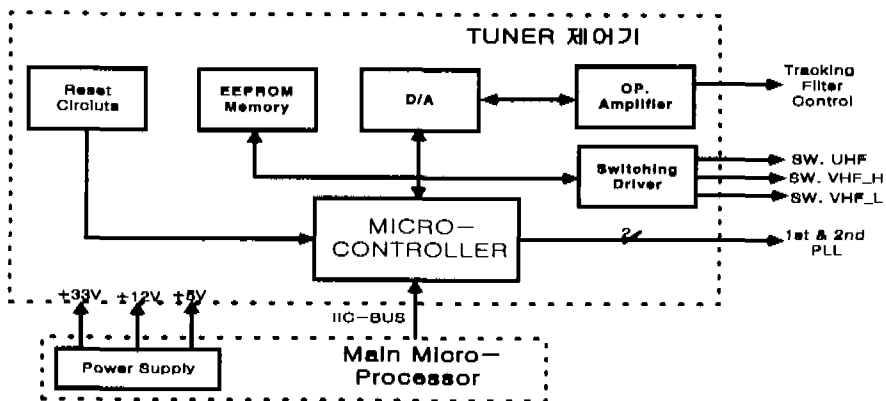 TUNER 제어기
Reset
Circiuts
EEPROM
Memory
D/A
OP.
Amplifier
Tracking
Filter
Control
Switching
Driver
SW. UHF
SW. VHF_H
SW. VHF_L
MICRO-
CONTROLLER
2
1st & 2nd
PLL
+33V
+12V
+5V
IIC-BUS
Power Supply
Main Micro-
Processor